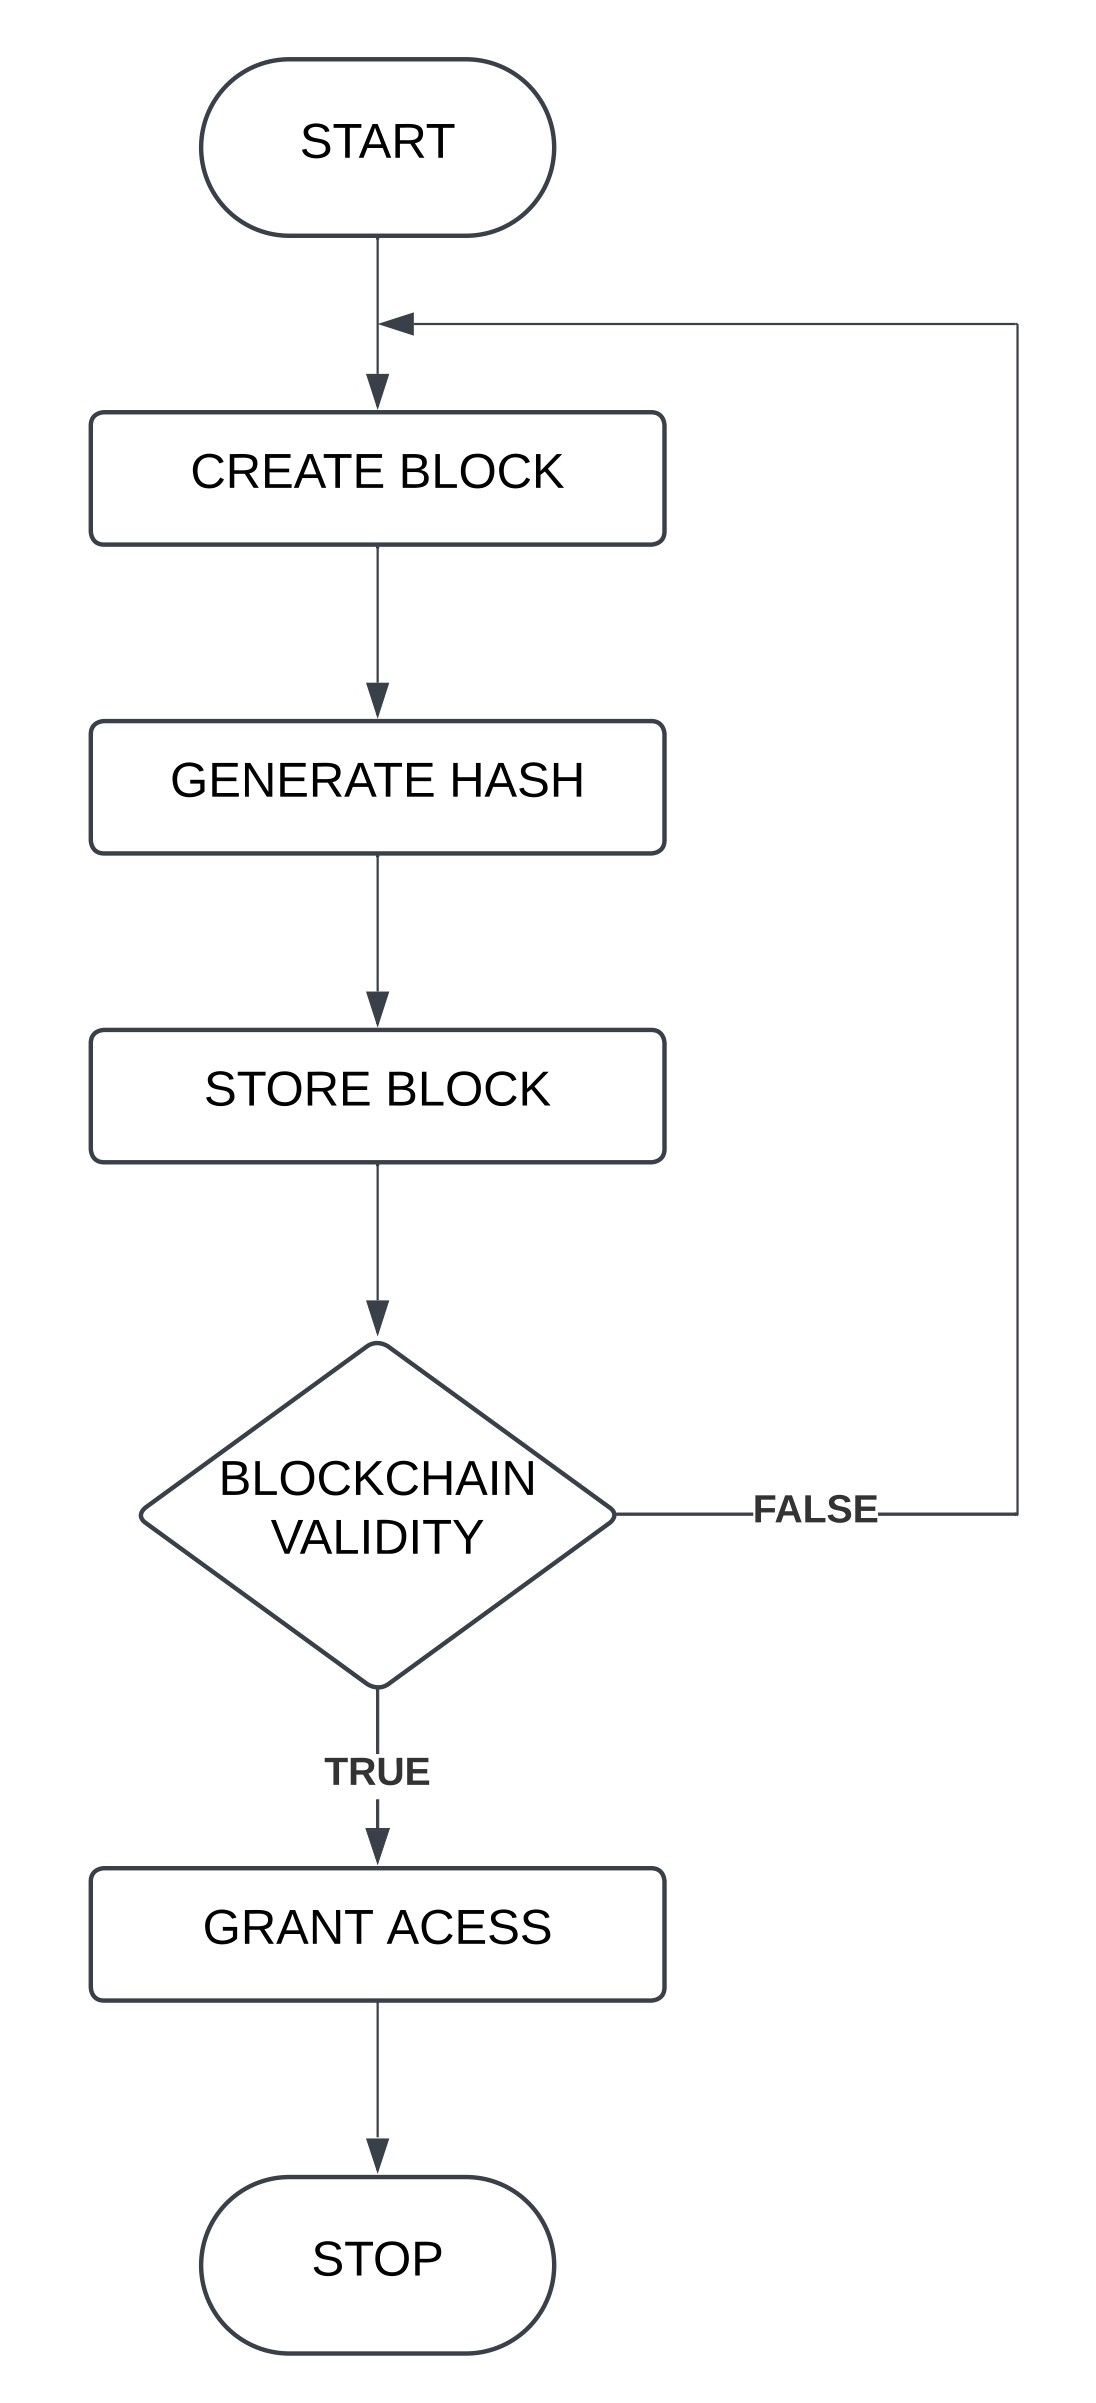 START
CREATE BLOCK
GENERATE HASH
STORE BLOCK
BLOCKCHAIN
VALIDITY
FALSE
TRUE
GRANT ACESS
STOP